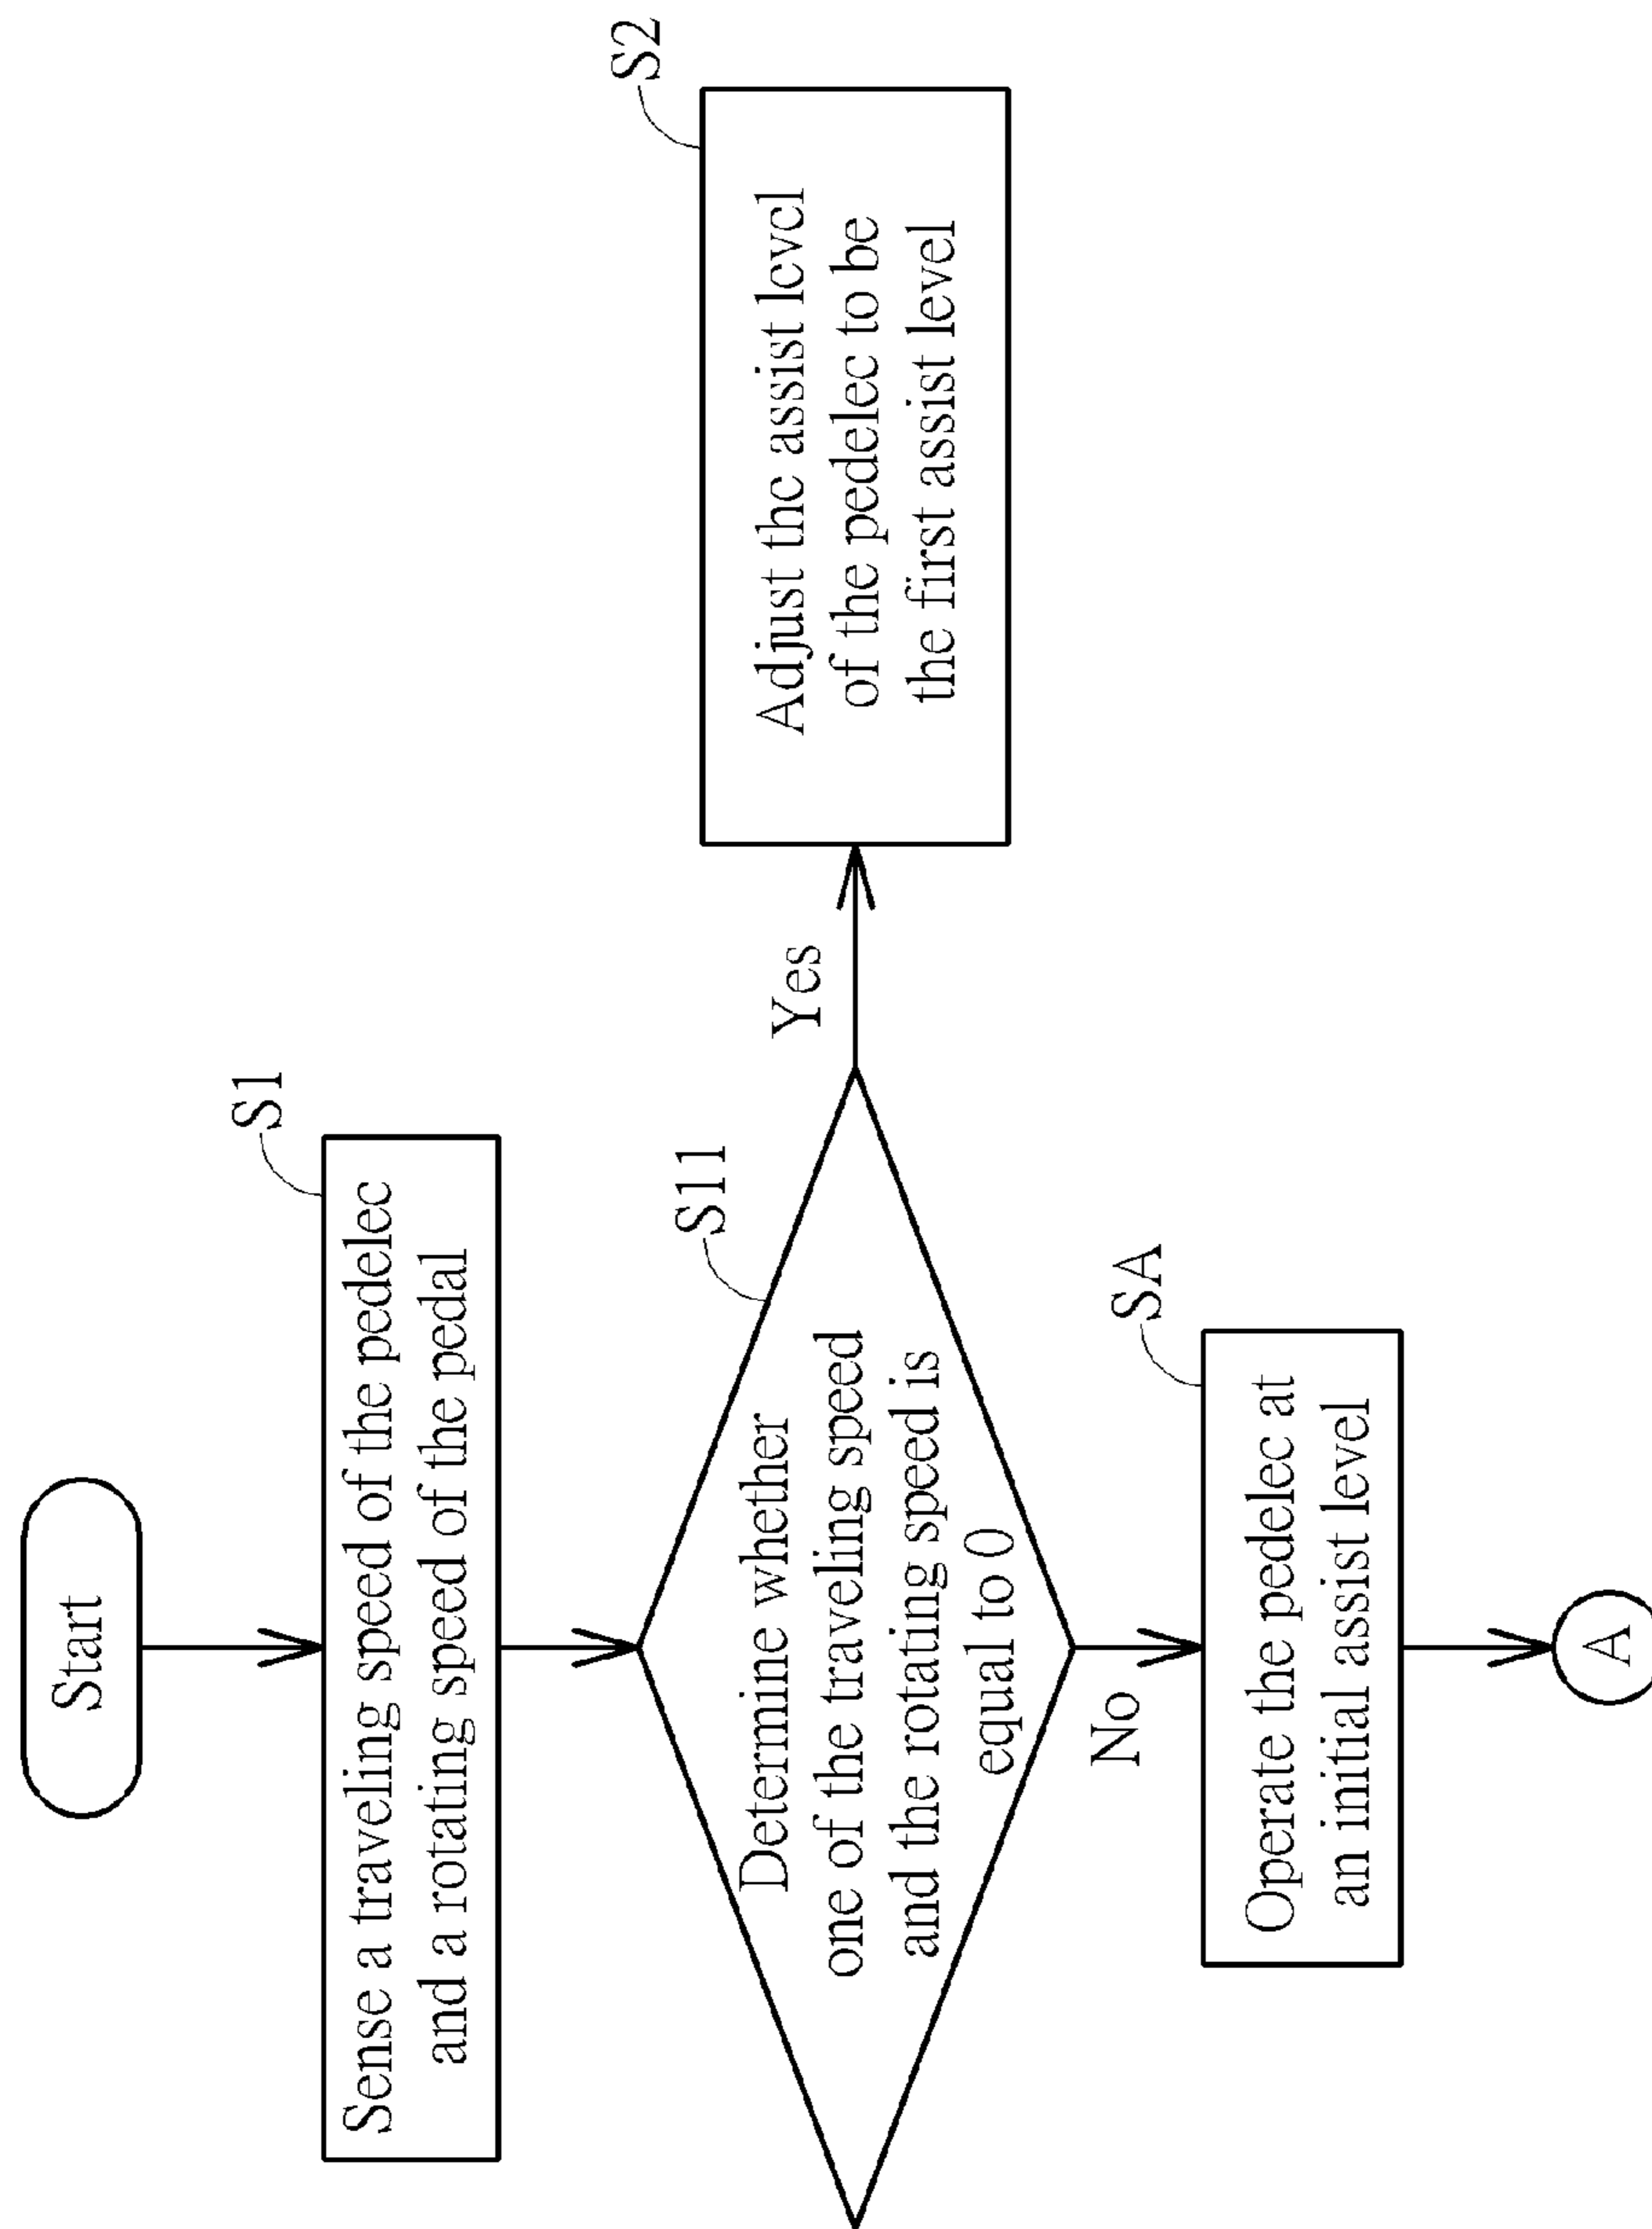 Start
S1
Sense a traveling speed of the pedelec
and a rotating speed of the pedal
S11
Determine whether
one of the traveling speed
and the rotating speed is
equal to 0
Yes
S2
Adjust the assist level
of the pedelec to be
the first assist level
No
SA
Operate the pedelec at
an initial assist level
A